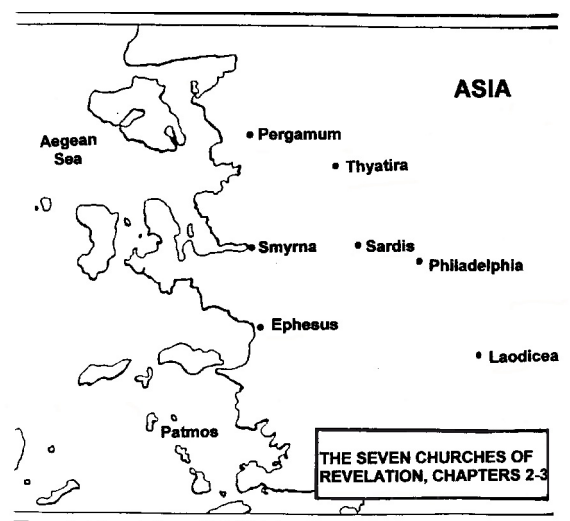 ASIA
Aegean
Sea
Pergamum
Thyatira
Smyrna
Sardis
Philadelphia
Ephesus
Laodicea
Patmos
THE SEVEN CHURCHES OF
REVELATION, CHAPTERS 2-3